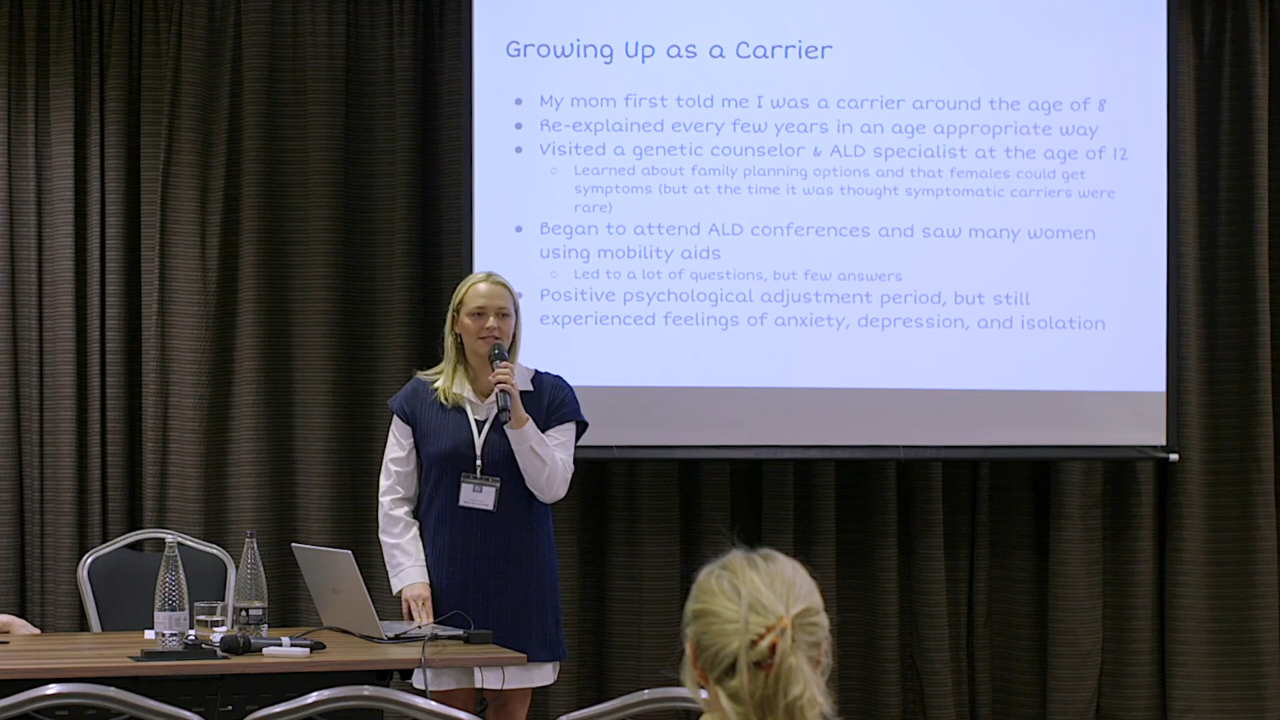 Growing Up as a Carrier
● My mom first told me I was a carrier around the age of 8
● Re-explained every few years in an age appropriate way
● Visited a genetic counselor & ALD specialist at the age of 12
○ Learned about family planning options and that females could get
symptoms (but at the time it was thought symptomatic carriers were
rare)
● Began to attend ALD conferences and saw many women
using mobility aids
○ Led to a lot of questions, but few answers
● Positive psychological adjustment period, but still
experienced feelings of anxiety, depression, and isolation